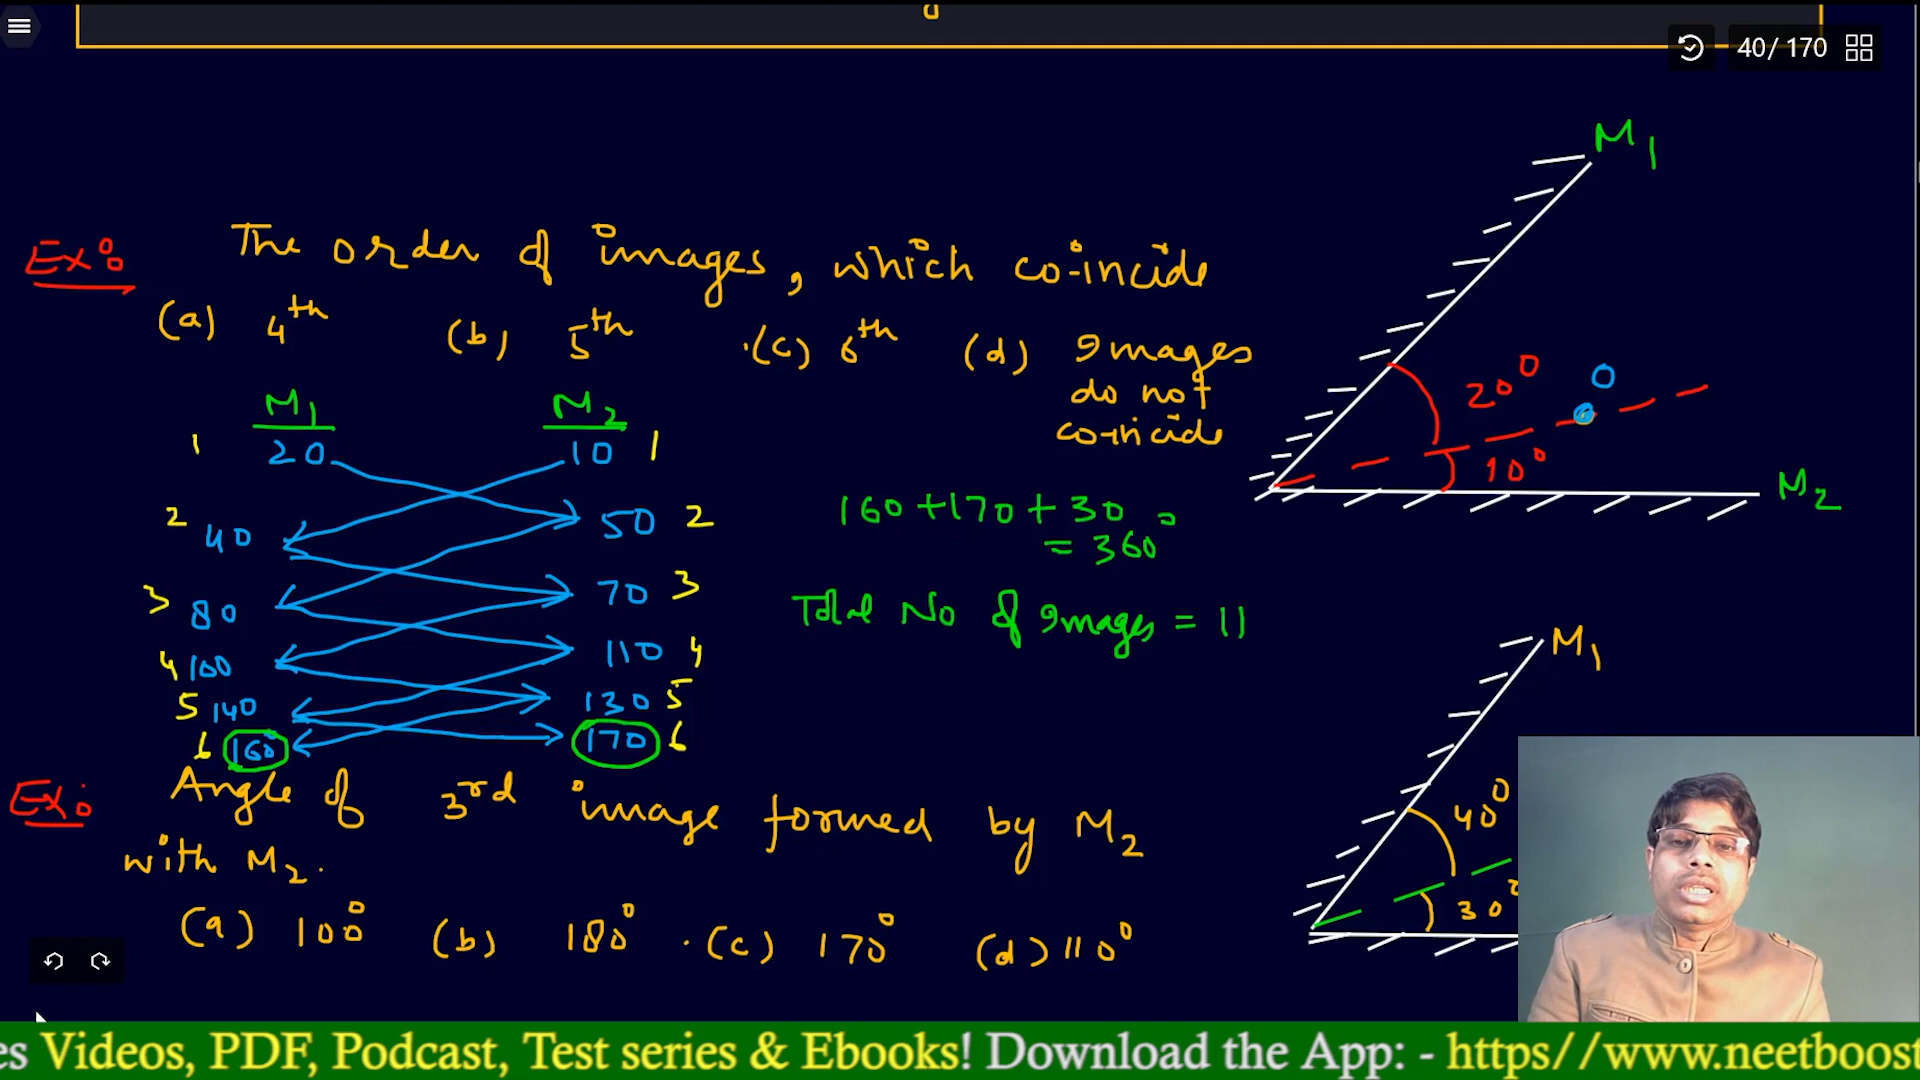 40/ 170
Ex: The order of images, which co-incide
(a) 4th (b) 5th (c) 6th (d) Images do not co-incide
M1 M2
1 20 10 1
2 40 50 2
3 80 70 3
4 100 110 4
5 140 130 5
6 160 170 6
160 + 170 + 30
= 360°
Total No of Images = 11
M1
20° O
10°
M2
Ex: Angle of 3rd image formed by M2
with M2.
(a) 100° (b) 180° (c) 170° (d) 110°
M1
40°
30°
es Videos, PDF, Podcast, Test series & Ebooks! Download the App: - https//www.neetboost